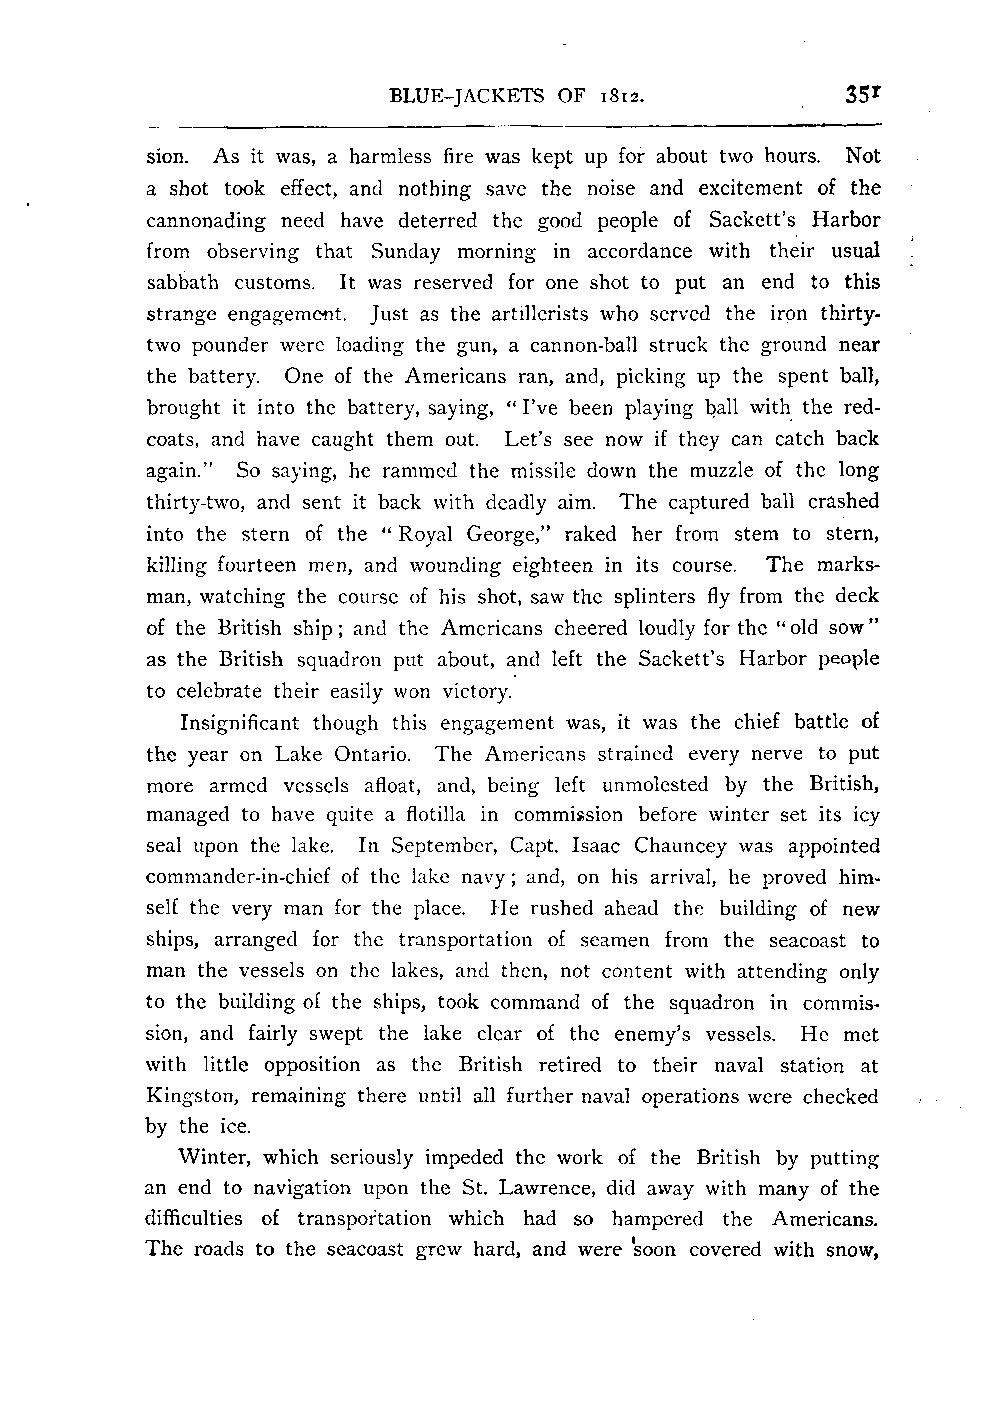 BLUE-JACKETS OF 1812. 351
sion. As it was, a harmless fire was kept up for about two hours. Not
a shot took effect, and nothing save the noise and excitement of the
cannonading need have deterred the good people of Sackett's Harbor
from observing that Sunday morning in accordance with their usual
sabbath customs. It was reserved for one shot to put an end to this
strange engagement. Just as the artillerists who served the iron thirty-
two pounder were loading the gun, a cannon-ball struck the ground near
the battery. One of the Americans ran, and, picking up the spent ball,
brought it into the battery, saying, "I've been playing ball with the red-
coats, and have caught them out. Let's see now if they can catch back
again." So saying, he rammed the missile down the muzzle of the long
thirty-two, and sent it back with deadly aim. The captured ball crashed
into the stern of the "Royal George," raked her from stem to stern,
killing fourteen men, and wounding eighteen in its course. The marks-
man, watching the course of his shot, saw the splinters fly from the deck
of the British ship; and the Americans cheered loudly for the "old sow"
as the British squadron put about, and left the Sackett's Harbor people
to celebrate their easily won victory.
Insignificant though this engagement was, it was the chief battle of
the year on Lake Ontario. The Americans strained every nerve to put
more armed vessels afloat, and, being left unmolested by the British,
managed to have quite a flotilla in commission before winter set its icy
seal upon the lake. In September, Capt. Isaac Chauncey was appointed
commander-in-chief of the lake navy; and, on his arrival, he proved him-
self the very man for the place. He rushed ahead the building of new
ships, arranged for the transportation of seamen from the seacoast to
man the vessels on the lakes, and then, not content with attending only
to the building of the ships, took command of the squadron in commis-
sion, and fairly swept the lake clear of the enemy's vessels. He met
with little opposition as the British retired to their naval station at
Kingston, remaining there until all further naval operations were checked
by the ice.
Winter, which seriously impeded the work of the British by putting
an end to navigation upon the St. Lawrence, did away with many of the
difficulties of transportation which had so hampered the Americans.
The roads to the seacoast grew hard, and were soon covered with snow,